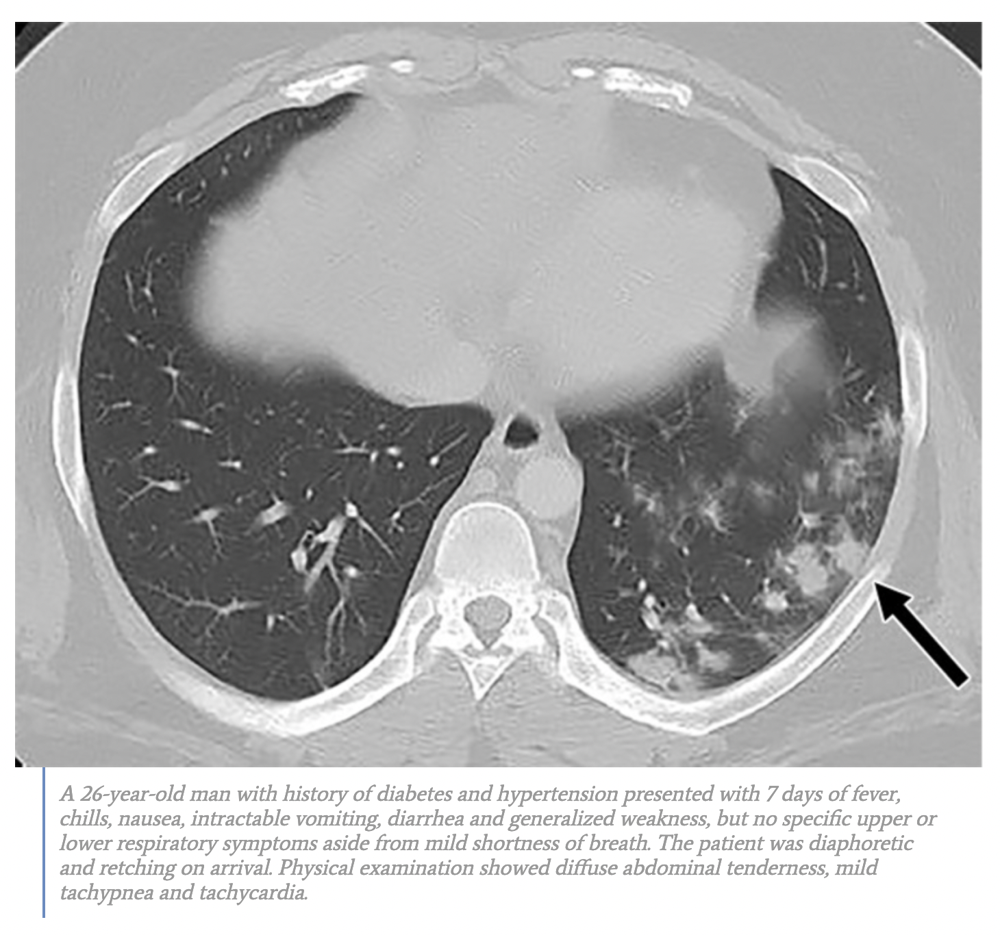 A 26-year-old man with history of diabetes and hypertension presented with 7 days of fever,
chills, nausea, intractable vomiting, diarrhea and generalized weakness, but no specific upper or
lower respiratory symptoms aside from mild shortness of breath. The patient was diaphoretic
and retching on arrival. Physical examination showed diffuse abdominal tenderness, mild
tachypnea and tachycardia.